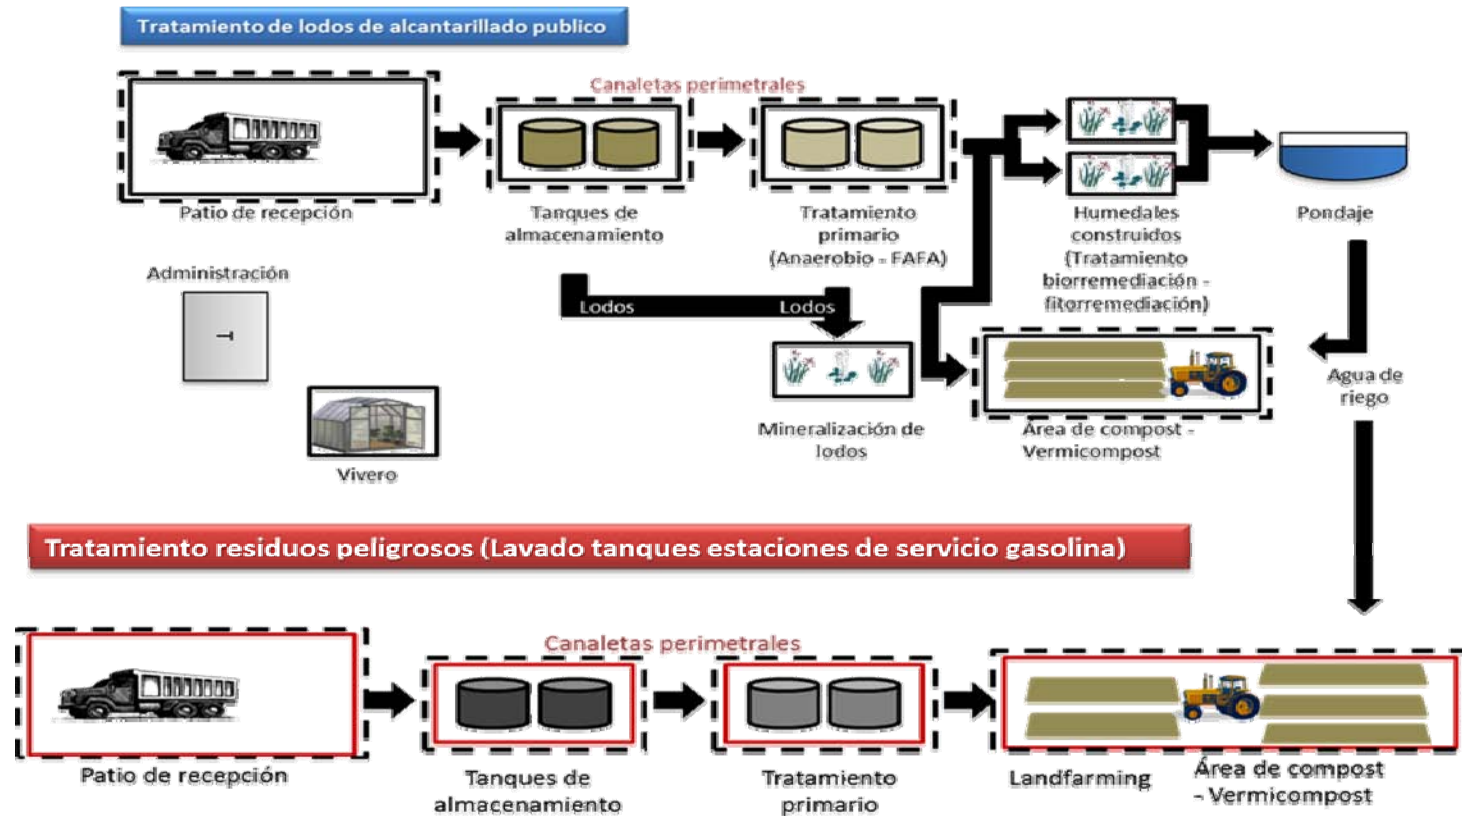 Tratamiento de lodos de alcantarillado publico
Canaletas perimetrales
Patio de recepción
Tanques de
almacenamiento
Tratamiento
primario
(Anaerobio - FAFA)
Humedales
construidos
(Tratamiento
biorremediación -
fitorremediación)
Pondaje
Administración
Lodos
Lodos
Agua de
riego
Mineralización de
lodos
Área de compost -
Vermicompost
Vivero
Tratamiento residuos peligrosos (Lavado tanques estaciones de servicio gasolina)
Canaletas perimetrales
Patio de recepción
Tanques de
almacenamiento
Tratamiento
primario
Landfarming
Área de compost
- Vermicompost